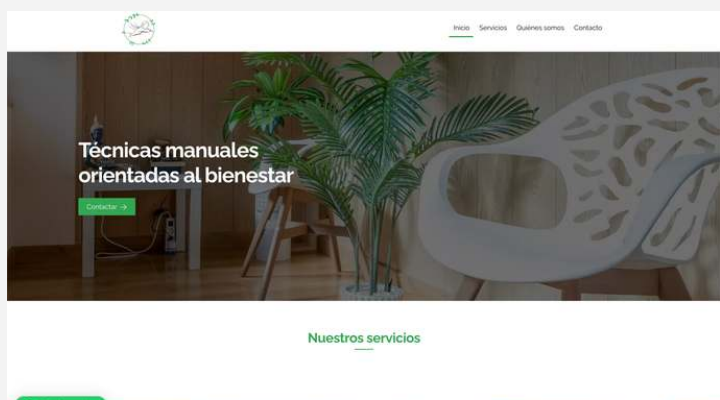 Inicio Servicios Quiénes somos Contacto
Técnicas manuales
orientadas al bienestar
Contactar →
Nuestros servicios